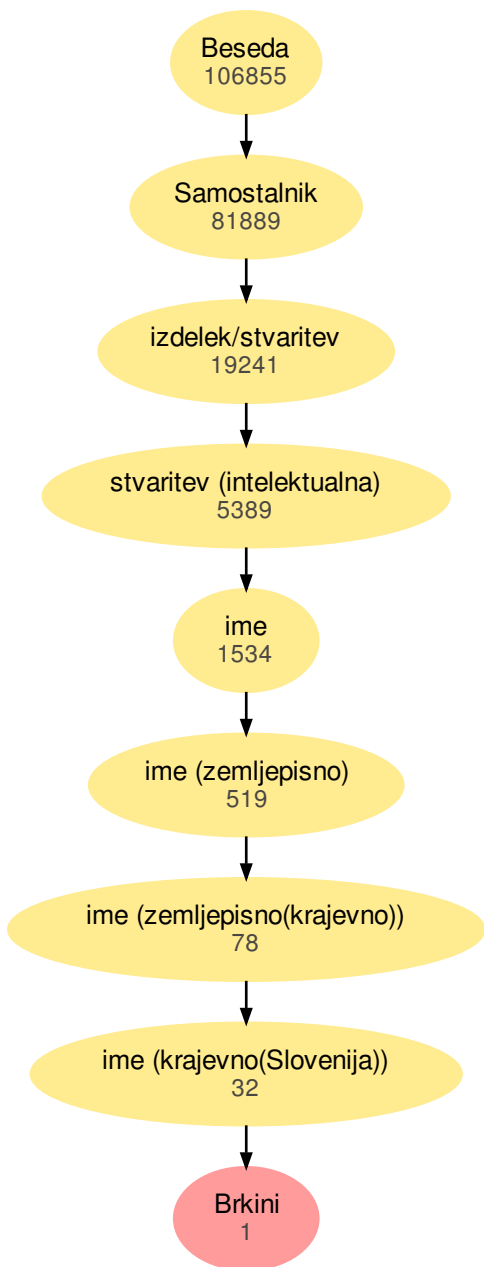 Beseda
106855
Samostalnik
81889
izdelek/stvaritev
19241
stvaritev (intelektualna)
5389
ime
1534
ime (zemljepisno)
519
ime (zemljepisno(krajevno))
78
ime (krajevno(Slovenija))
32
Brkini
1